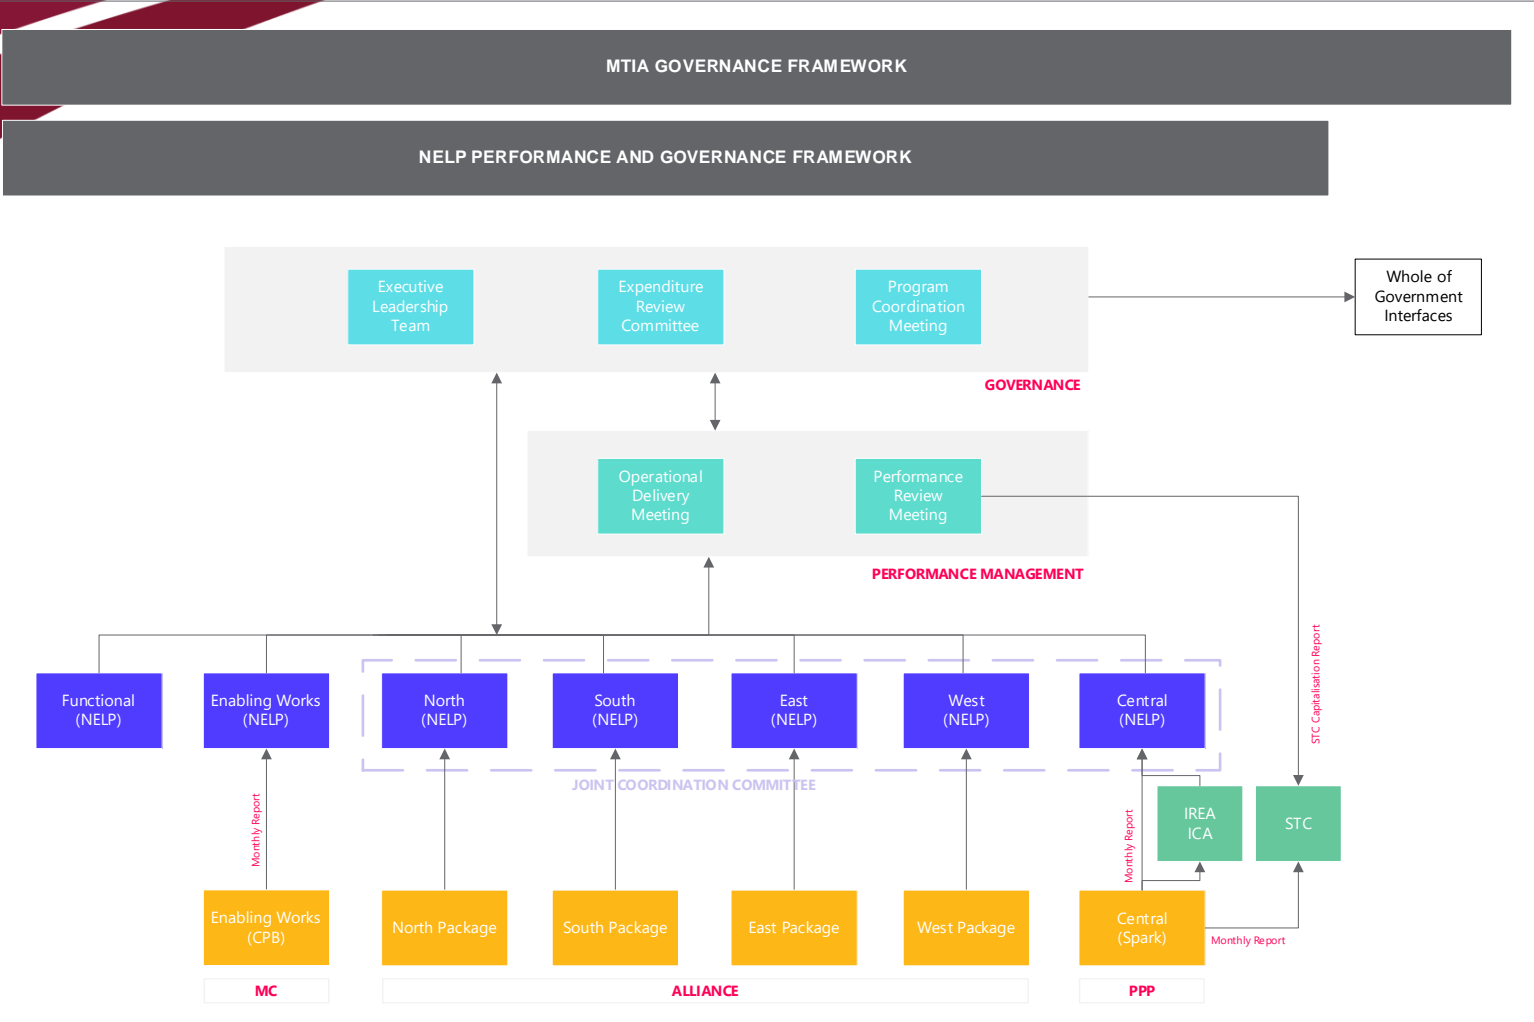 MTIA GOVERNANCE FRAMEWORK
NELP PERFORMANCE AND GOVERNANCE FRAMEWORK
Executive
Leadership
Team
Expenditure
Review
Committee
Program
Coordination
Meeting
Whole of
Government
Interfaces
GOVERNANCE
Operational
Delivery
Meeting
Performance
Review
Meeting
PERFORMANCE MANAGEMENT
STC Capitalisation Report
Functional
(NELP)
Enabling Works
(NELP)
North
(NELP)
South
(NELP)
East
(NELP)
West
(NELP)
Central
(NELP)
JOINT COORDINATION COMMITTEE
Monthly Report
Monthly Report
IREA
ICA
STC
Enabling Works
(CPB)
North Package
South Package
East Package
West Package
Central
(Spark)
Monthly Report
MC
ALLIANCE
PPP